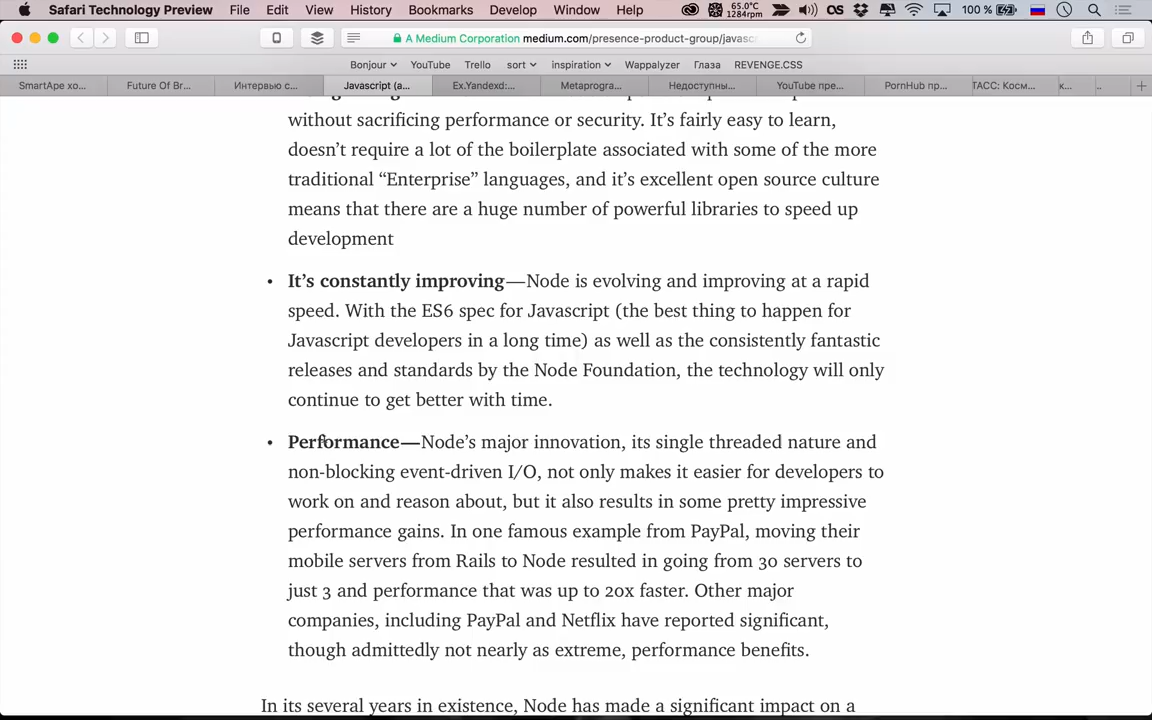 Safari Technology Preview File Edit View History Bookmarks Develop Window Help 65.0°C 1284rpm 100 %
A Medium Corporation medium.com/presence-product-group/javasc
Bonjour YouTube Trello sort inspiration Wappalyzer Глаза REVENGE.CSS
SmartApe хо... Future Of Br... Интервью с... Javascript (a... Ex.Yandexd:... Metaprogra... Недоступны... YouTube пре... PornHub пр... ТАСС: Косм... к... ..
without sacrificing performance or security. It’s fairly easy to learn,
doesn’t require a lot of the boilerplate associated with some of the more
traditional “Enterprise” languages, and it’s excellent open source culture
means that there are a huge number of powerful libraries to speed up
development
• It’s constantly improving—Node is evolving and improving at a rapid
speed. With the ES6 spec for Javascript (the best thing to happen for
Javascript developers in a long time) as well as the consistently fantastic
releases and standards by the Node Foundation, the technology will only
continue to get better with time.
• Performance—Node’s major innovation, its single threaded nature and
non-blocking event-driven I/O, not only makes it easier for developers to
work on and reason about, but it also results in some pretty impressive
performance gains. In one famous example from PayPal, moving their
mobile servers from Rails to Node resulted in going from 30 servers to
just 3 and performance that was up to 20x faster. Other major
companies, including PayPal and Netflix have reported significant,
though admittedly not nearly as extreme, performance benefits.
In its several years in existence, Node has made a significant impact on a